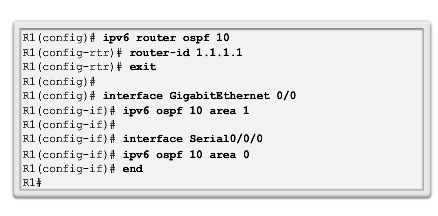 R1(config)# ipv6 router ospf 10
R1(config-rtr)# router-id 1.1.1.1
R1(config-rtr)# exit
R1(config)#
R1(config)# interface GigabitEthernet 0/0
R1(config-if)# ipv6 ospf 10 area 1
R1(config-if)#
R1(config-if)# interface Serial0/0/0
R1(config-if)# ipv6 ospf 10 area 0
R1(config-if)# end
R1#